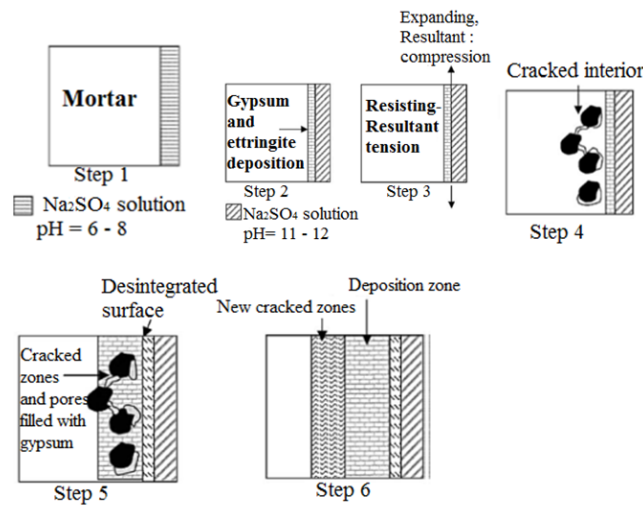 Mortar
Step 1
Na₂SO₄ solution
pH = 6 - 8
Gypsum
and
ettringite
deposition
Step 2
Na₂SO₄ solution
pH= 11 - 12
Expanding,
Resultant :
compression
Resisting-
Resultant
tension
Step 3
Cracked interior
Step 4
Desintegrated
surface
Cracked
zones
and pores
filled with
gypsum
Step 5
Deposition zone
New cracked zones
Step 6